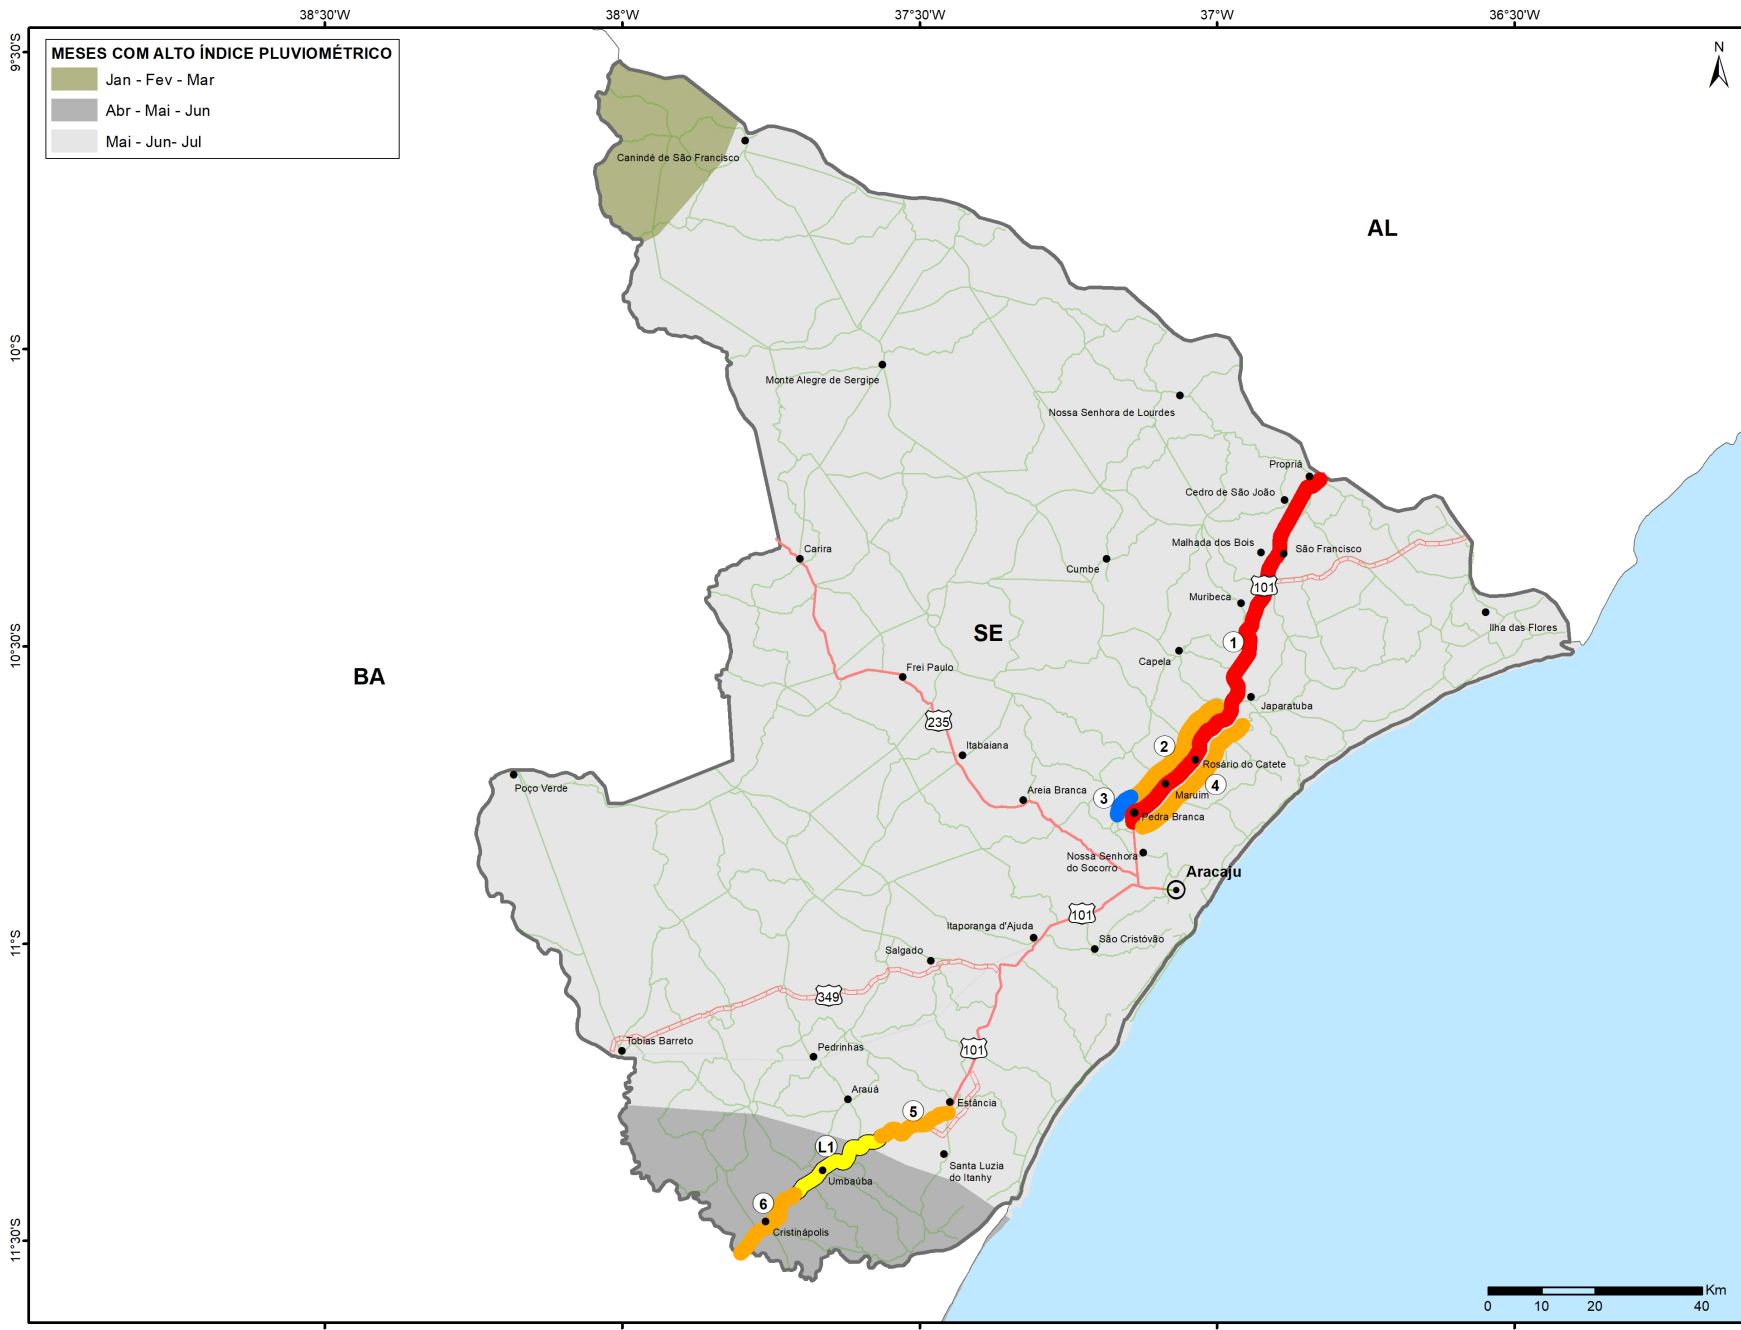 38°30'W
38°W
37°30'W
37°W
36°30'W
9°30'S
10°S
10°30'S
11°S
11°30'S
MESES COM ALTO ÍNDICE PLUVIOMÉTRICO
Jan - Fev - Mar
Abr - Mai - Jun
Mai - Jun- Jul
N
Canindé de São Francisco
AL
Monte Alegre de Sergipe
Nossa Senhora de Lourdes
Propriá
Cedro de São João
Carira
Malhada dos Bois
São Francisco
Cumbe
101
Muribeca
Ilha das Flores
SE
1
Capela
BA
Frei Paulo
Japaratuba
235
Itabaiana
2
Rosário do Catete
Poço Verde
Areia Branca
3
4
Maruim
Pedra Branca
Nossa Senhora
do Socorro
Aracaju
101
Itaporanga d'Ajuda
São Cristóvão
Salgado
349
Tobias Barreto
Pedrinhas
101
Arauá
Estância
5
L1
Santa Luzia
do Itanhy
Umbaúba
6
Cristinápolis
Km
0
10
20
40